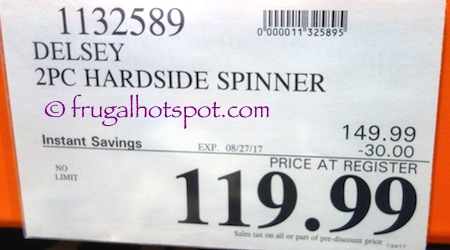 1132589
0000011325895
DELSEY
2PC HARDSIDE SPINNER
© frugalhotspot.com
149.99
Instant Savings EXP. 08/27/17 -30.00
PRICE AT REGISTER
NO
LIMIT
119.99
Sales tax on all or part of pre-discount price